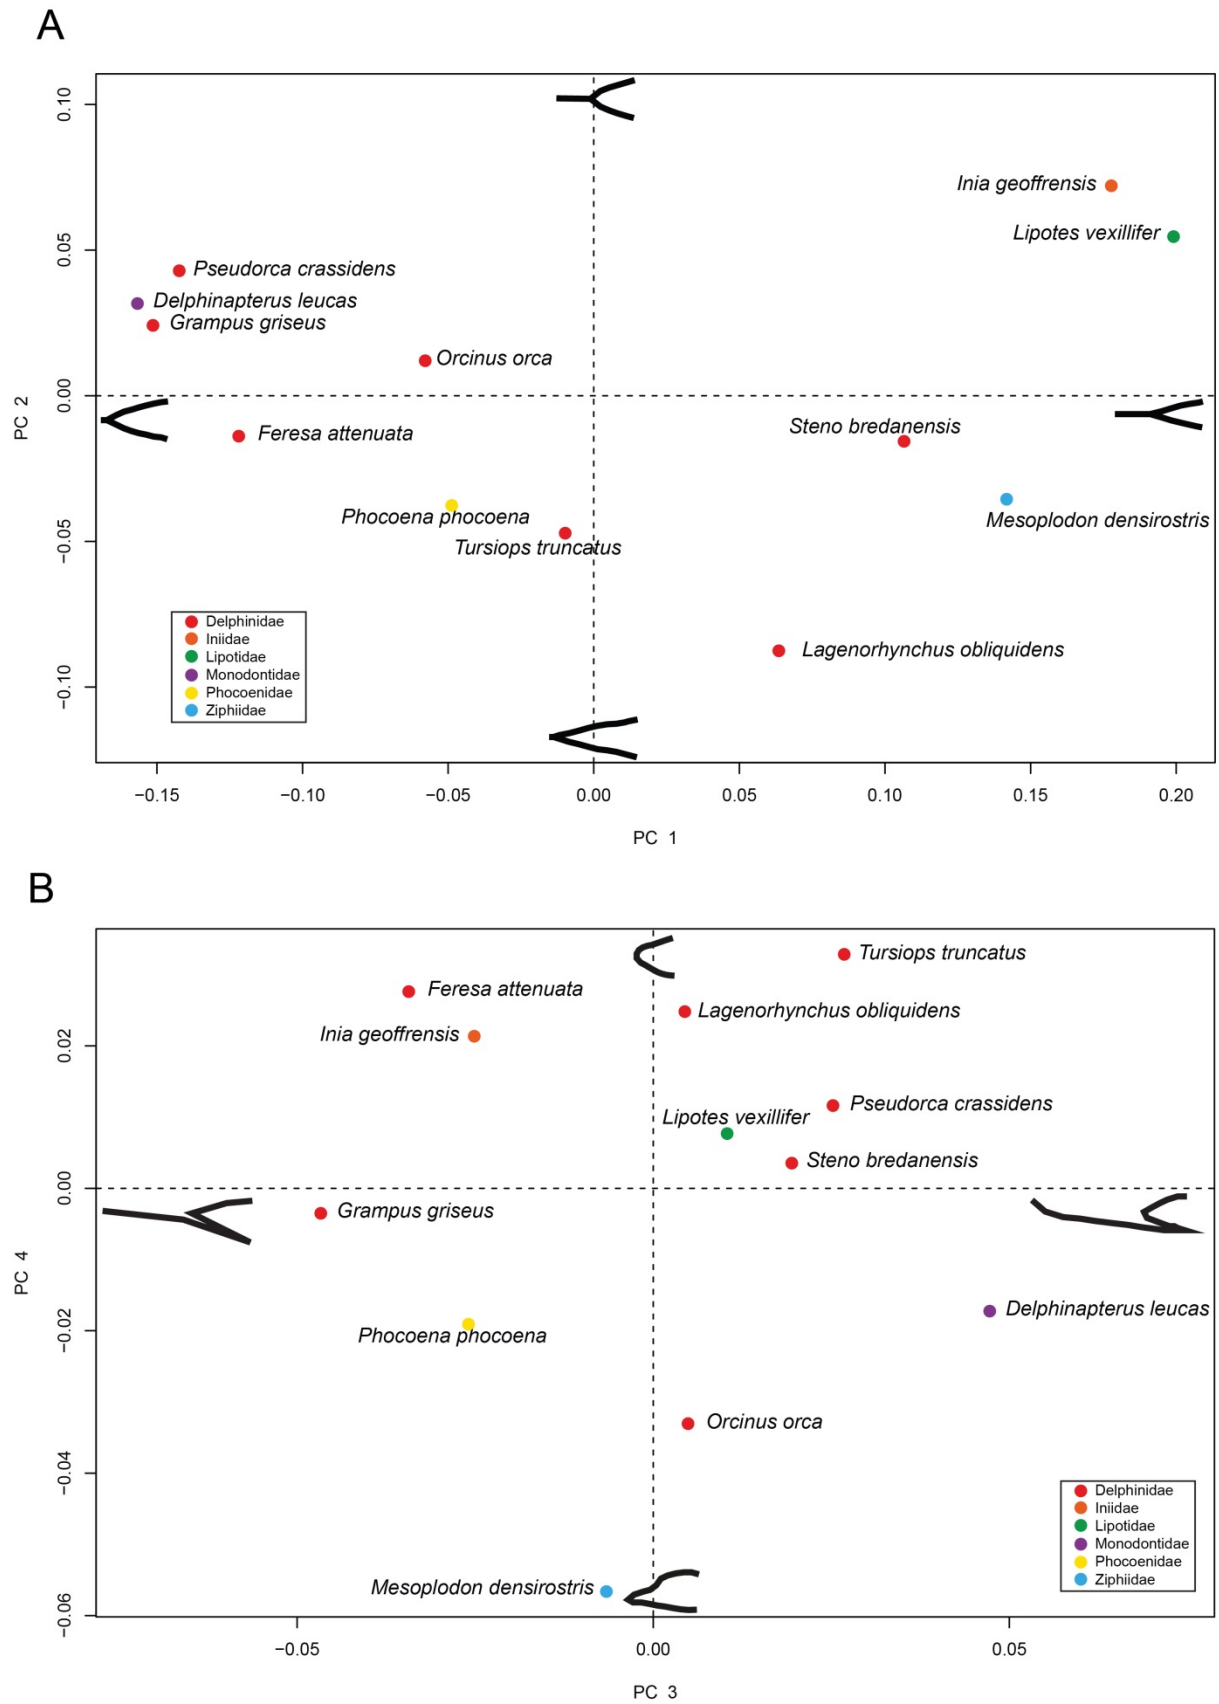 A
0.10
Inia geoffrensis
Lipotes vexillifer
0.05
Pseudorca crassidens
Delphinapterus leucas
Grampus griseus
Orcinus orca
0.00
PC 2
Feresa attenuata
Steno bredanensis
Phocoena phocoena
Mesoplodon densirostris
−0.05
Tursiops truncatus
Delphinidae
Iniidae
Lipotidae
Monodontidae
Phocoenidae
Ziphiidae
Lagenorhynchus obliquidens
−0.10
−0.15 −0.10 −0.05 0.00 0.05 0.10 0.15 0.20
PC 1
B
Tursiops truncatus
Feresa attenuata
Lagenorhynchus obliquidens
Inia geoffrensis
0.02
Pseudorca crassidens
Lipotes vexillifer
Steno bredanensis
0.00
Grampus griseus
PC 4
Delphinapterus leucas
−0.02
Phocoena phocoena
Orcinus orca
−0.04
Delphinidae
Iniidae
Lipotidae
Monodontidae
Phocoenidae
Ziphiidae
Mesoplodon densirostris
−0.06
−0.05 0.00 0.05
PC 3